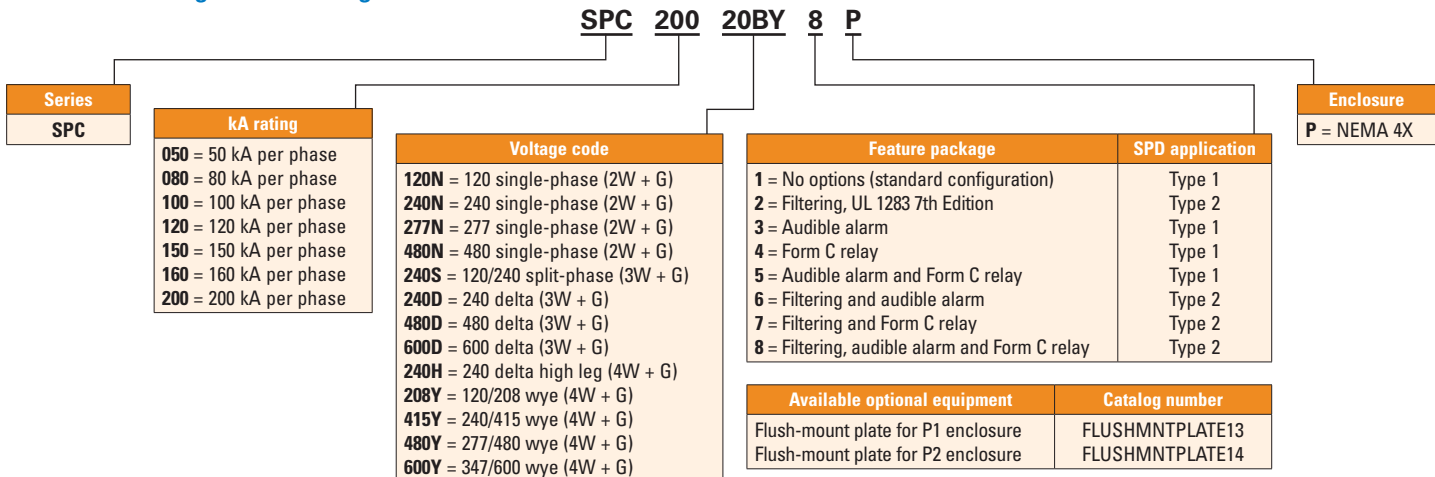 SPC 200 20BY 8 P
Series
SPC
kA rating
050 = 50 kA per phase
080 = 80 kA per phase
100 = 100 kA per phase
120 = 120 kA per phase
150 = 150 kA per phase
160 = 160 kA per phase
200 = 200 kA per phase
Voltage code
120N = 120 single-phase (2W + G)
240N = 240 single-phase (2W + G)
277N = 277 single-phase (2W + G)
480N = 480 single-phase (2W + G)
240S = 120/240 split-phase (3W + G)
240D = 240 delta (3W + G)
480D = 480 delta (3W + G)
600D = 600 delta (3W + G)
240H = 240 delta high leg (4W + G)
208Y = 120/208 wye (4W + G)
415Y = 240/415 wye (4W + G)
480Y = 277/480 wye (4W + G)
600Y = 347/600 wye (4W + G)
Feature package SPD application
1 = No options (standard configuration) Type 1
2 = Filtering, UL 1283 7th Edition Type 2
3 = Audible alarm Type 1
4 = Form C relay Type 1
5 = Audible alarm and Form C relay Type 1
6 = Filtering and audible alarm Type 2
7 = Filtering and Form C relay Type 2
8 = Filtering, audible alarm and Form C relay Type 2
Available optional equipment Catalog number
Flush-mount plate for P1 enclosure FLUSHMNTPLATE13
Flush-mount plate for P2 enclosure FLUSHMNTPLATE14
Enclosure
P = NEMA 4X